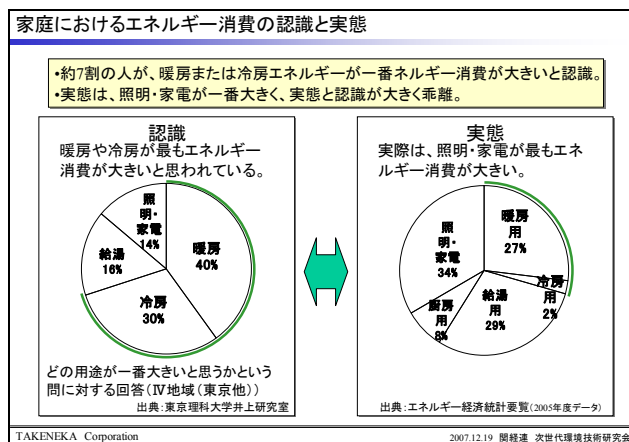 家庭におけるエネルギー消費の認識と実態
•約7割の人が、暖房または冷房エネルギーが一番ネルギー消費が大きいと認識。
•実態は、照明・家電が一番大きく、実態と認識が大きく乖離。
認識
暖房や冷房が最もエネルギー
消費が大きいと思われている。
照
明・
家電
14%
暖房
40%
給湯
16%
冷房
30%
どの用途が一番大きいと思うかという
問に対する回答(Ⅳ地域(東京他))
出典:東京理科大学井上研究室
実態
実際は、照明・家電が最もエネ
ルギー消費が大きい。
暖房
用
27%
照
明・
家電
34%
冷房
用
2%
厨房
用
8%
給湯
用
29%
出典:エネルギー経済統計要覧(2005年度データ)
TAKENEKA Corporation
2007.12.19 関経連 次世代環境技術研究会